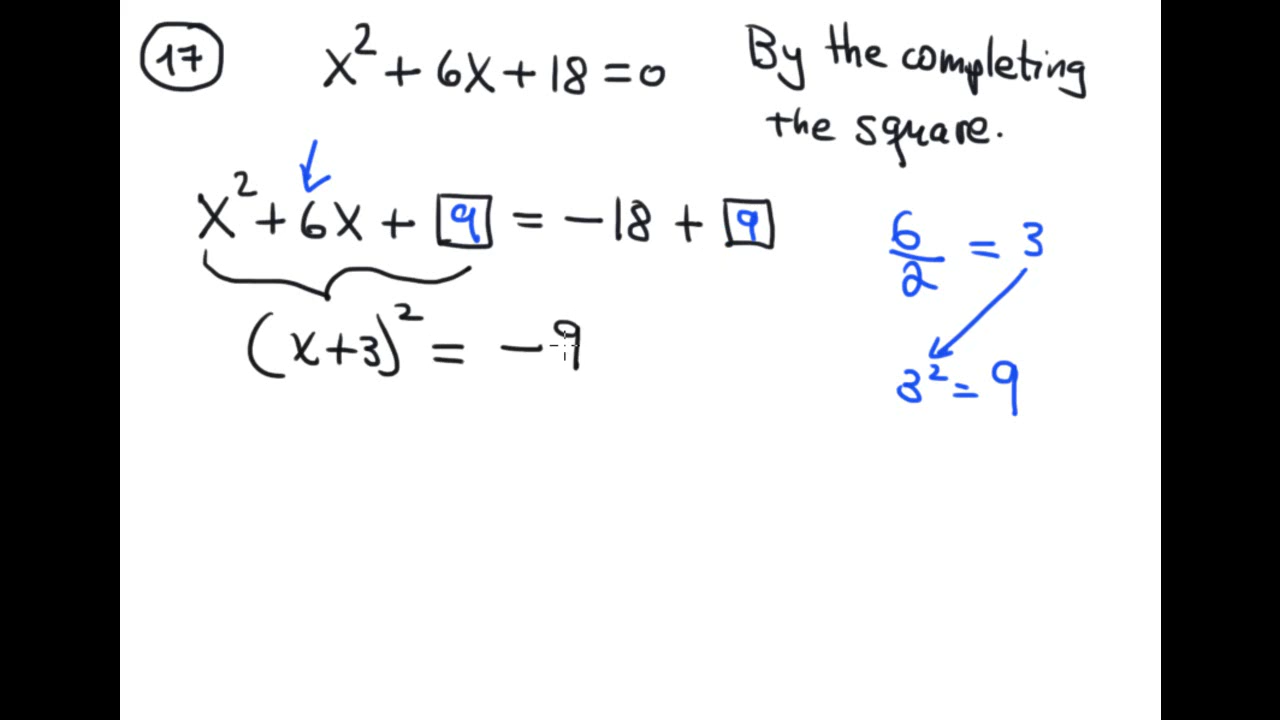 17 x² + 6x + 18 = 0 By the completing
the square.
x² + 6x + 9 = -18 + 9
6/2 = 3
(x+3)² = -9
3² = 9